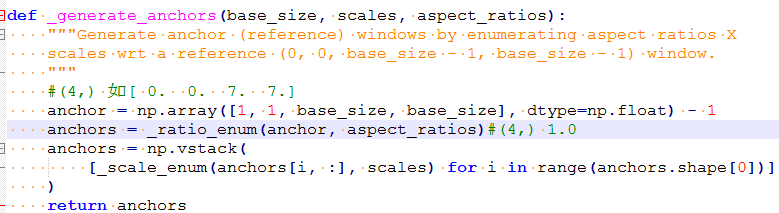 def _generate_anchors(base_size, scales, aspect_ratios):
    """Generate anchor (reference) windows by enumerating aspect ratios X
    scales wrt a reference (0, 0, base_size - 1, base_size - 1) window.
    """
    #(4,) 如[ 0.  0.  7.  7.]
    anchor = np.array([1, 1, base_size, base_size], dtype=np.float) - 1
    anchors = _ratio_enum(anchor, aspect_ratios)#(4,) 1.0
    anchors = np.vstack(
        [_scale_enum(anchors[i, :], scales) for i in range(anchors.shape[0])]
    )
    return anchors